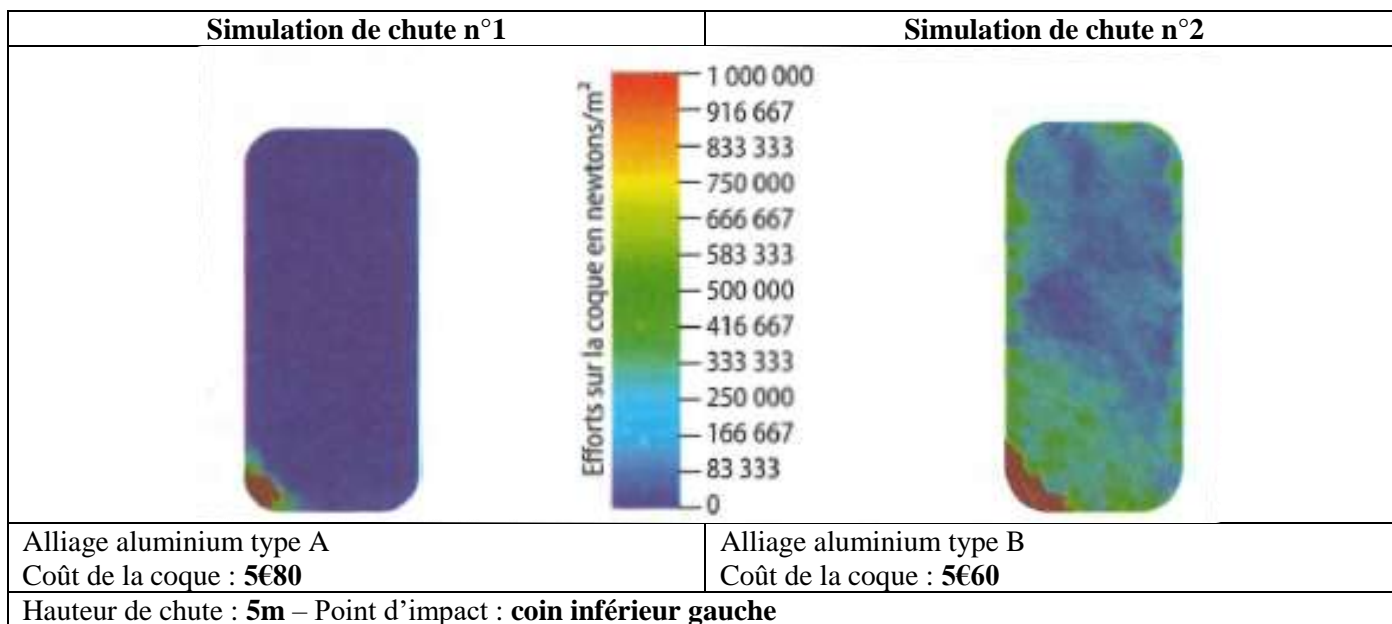 Simulation de chute n°1
Simulation de chute n°2
Efforts sur la coque en newtons/m²
1 000 000
916 667
833 333
750 000
666 667
583 333
500 000
416 667
333 333
250 000
166 667
83 333
0
Alliage aluminium type A
Coût de la coque : 5€80
Alliage aluminium type B
Coût de la coque : 5€60
Hauteur de chute : 5m – Point d’impact : coin inférieur gauche